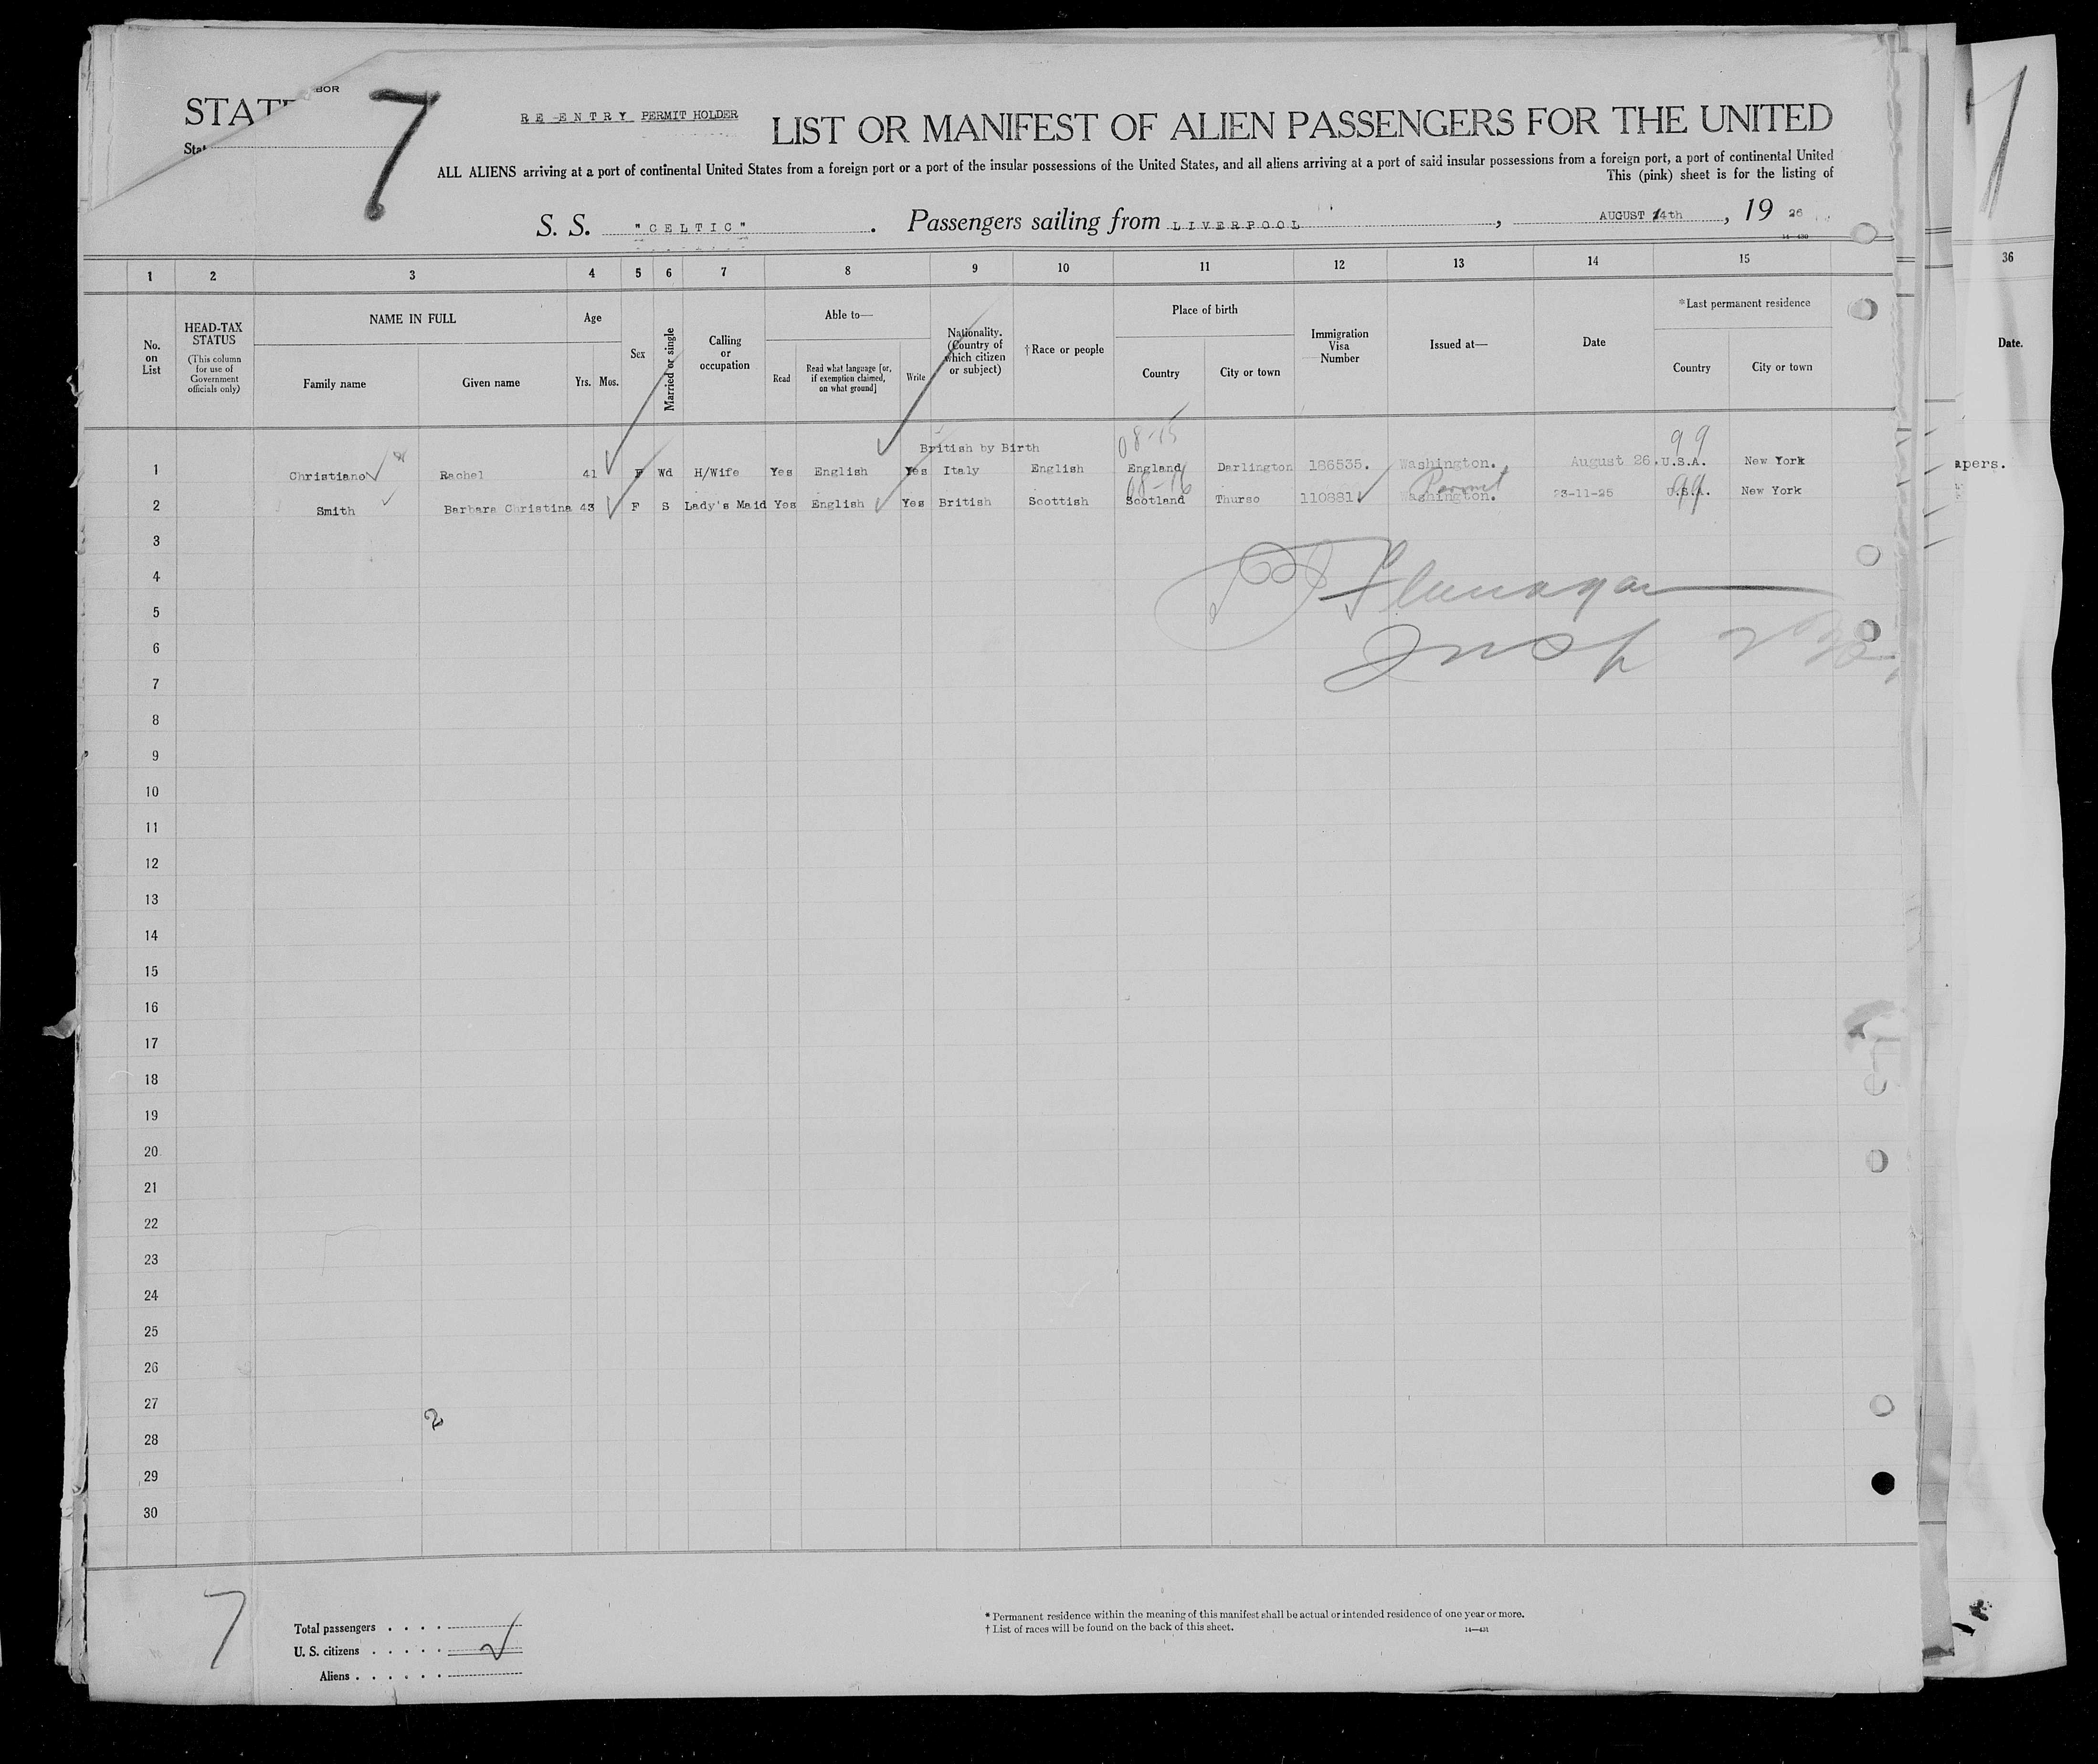 BOR
STAT
Stat
7
RE-ENTRY PERMIT HOLDER
LIST OR MANIFEST OF ALIEN PASSENGERS FOR THE UNITED
ALL ALIENS arriving at a port of continental United States from a foreign port or a port of the insular possessions of the United States, and all aliens arriving at a port of said insular possessions from a foreign port, a port of continental United
This (pink) sheet is for the listing of
S. S. "CELTIC". Passengers sailing from LIVERPOOL, AUGUST 14th, 19 26
14—430
1 2 3 4 5 6 7 8 9 10 11 12 13 14 15 36
No. on List
HEAD-TAX STATUS
(This column for use of Government officials only)
NAME IN FULL
Family name
Given name
Age
Yrs. Mos.
Sex
Married or single
Calling or occupation
Able to—
Read
Read what language [or, if exemption claimed, on what ground]
Write
Nationality. (Country of which citizen or subject)
†Race or people
Place of birth
Country
City or town
Immigration Visa Number
Issued at—
Date
*Last permanent residence
Country
City or town
Date.
British by Birth 08-15 99
1 Christiano Rachel 41 F Wd H/Wife Yes English Yes Italy English England Darlington 186535. Washington. August 26. U.S.A. New York apers.
08-16 Permit 99
2 Smith Barbara Christina 43 F S Lady's Maid Yes English Yes British Scottish Scotland Thurso 110881 Washington. 23-11-25 U.S.A. New York
3
4
Flanagan
5
6
Insp
7
8
9
10
11
12
13
14
15
16
17
18
19
20
21
22
23
24
25
26
27
2
28
29
30
7
Total passengers . . . .
U. S. citizens . . . . .
Aliens . . . . . .
* Permanent residence within the meaning of this manifest shall be actual or intended residence of one year or more.
† List of races will be found on the back of this sheet.
14—431